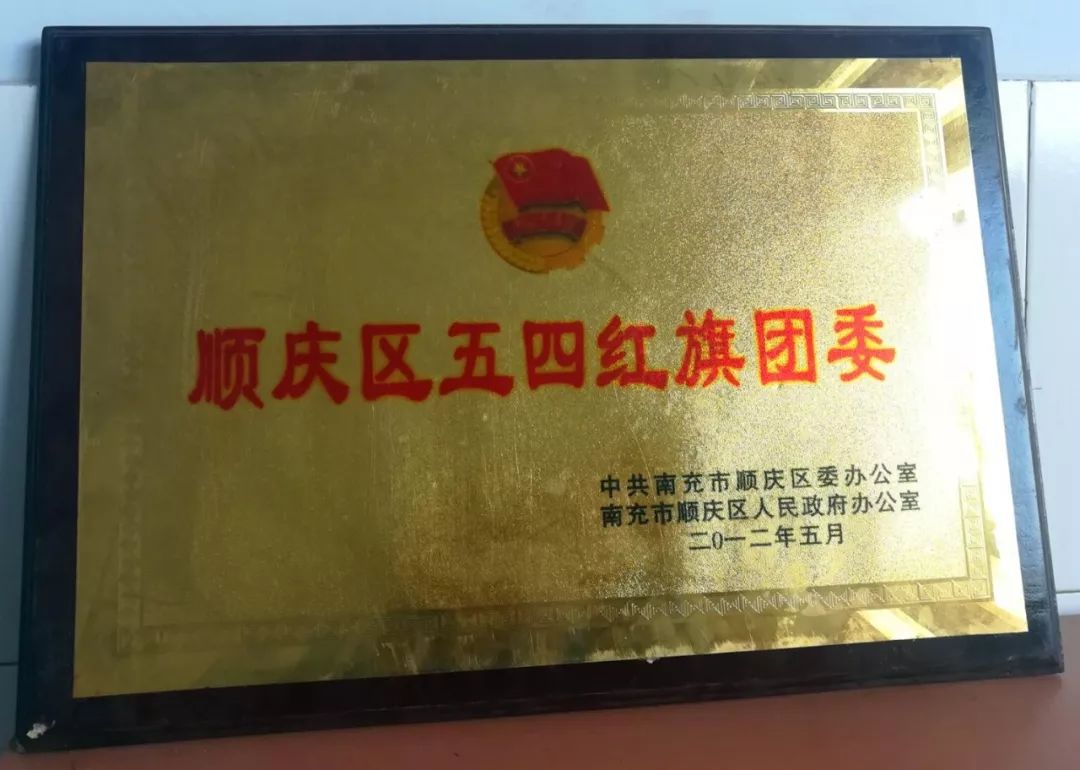 顺庆区五四红旗团委
中共南充市顺庆区委办公室
南充市顺庆区人民政府办公室
二0一二年五月